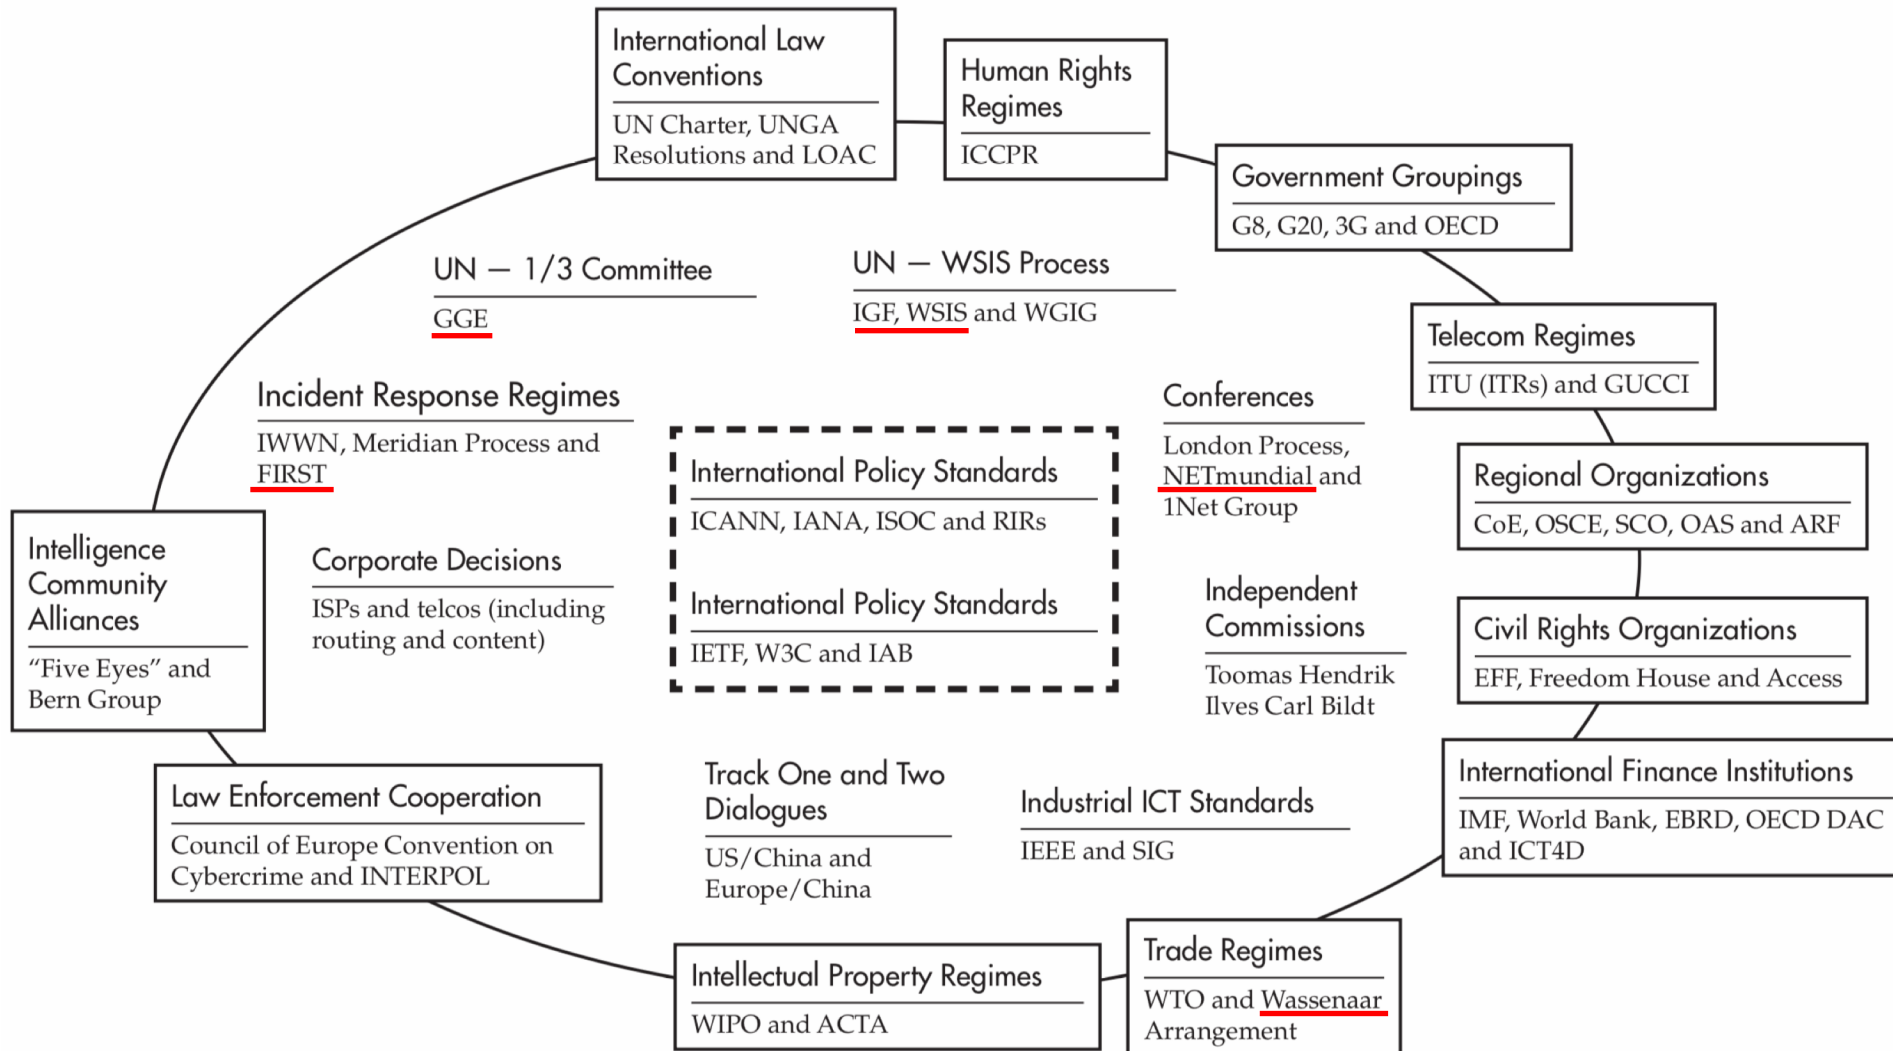 International Law
Conventions
UN Charter, UNGA
Resolutions and LOAC
Human Rights
Regimes
ICCPR
Government Groupings
G8, G20, 3G and OECD
UN — 1/3 Committee
GGE
UN — WSIS Process
IGF, WSIS and WGIG
Telecom Regimes
ITU (ITRs) and GUCCI
Incident Response Regimes
IWWN, Meridian Process and
FIRST
Conferences
London Process,
NETmundial and
1Net Group
International Policy Standards
ICANN, IANA, ISOC and RIRs
International Policy Standards
IETF, W3C and IAB
Regional Organizations
CoE, OSCE, SCO, OAS and ARF
Intelligence
Community
Alliances
“Five Eyes” and
Bern Group
Corporate Decisions
ISPs and telcos (including
routing and content)
Independent
Commissions
Toomas Hendrik
Ilves Carl Bildt
Civil Rights Organizations
EFF, Freedom House and Access
Law Enforcement Cooperation
Council of Europe Convention on
Cybercrime and INTERPOL
Track One and Two
Dialogues
US/China and
Europe/China
Industrial ICT Standards
IEEE and SIG
International Finance Institutions
IMF, World Bank, EBRD, OECD DAC
and ICT4D
Intellectual Property Regimes
WIPO and ACTA
Trade Regimes
WTO and Wassenaar
Arrangement